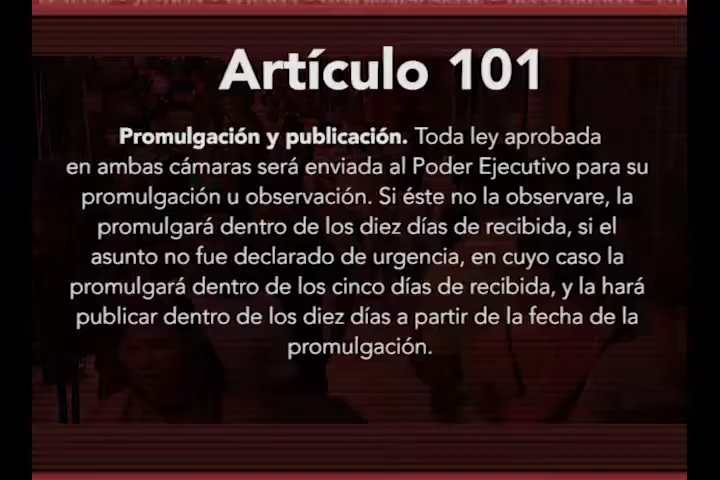 Artículo 101
Promulgación y publicación. Toda ley aprobada
en ambas cámaras será enviada al Poder Ejecutivo para su
promulgación u observación. Si éste no la observare, la
promulgará dentro de los diez días de recibida, si el
asunto no fue declarado de urgencia, en cuyo caso la
promulgará dentro de los cinco días de recibida, y la hará
publicar dentro de los diez días a partir de la fecha de la
promulgación.